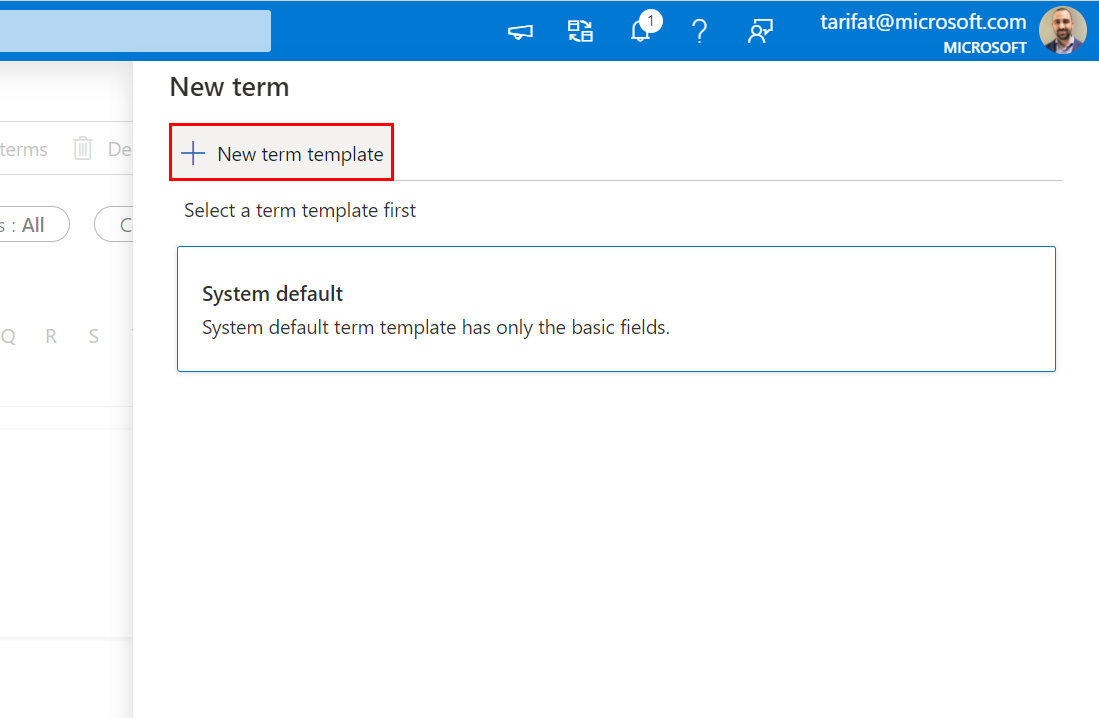 1
tarifat@microsoft.com
MICROSOFT
New term
terms De
New term template
s : All C
Select a term template first
System default
System default term template has only the basic fields.
Q R S